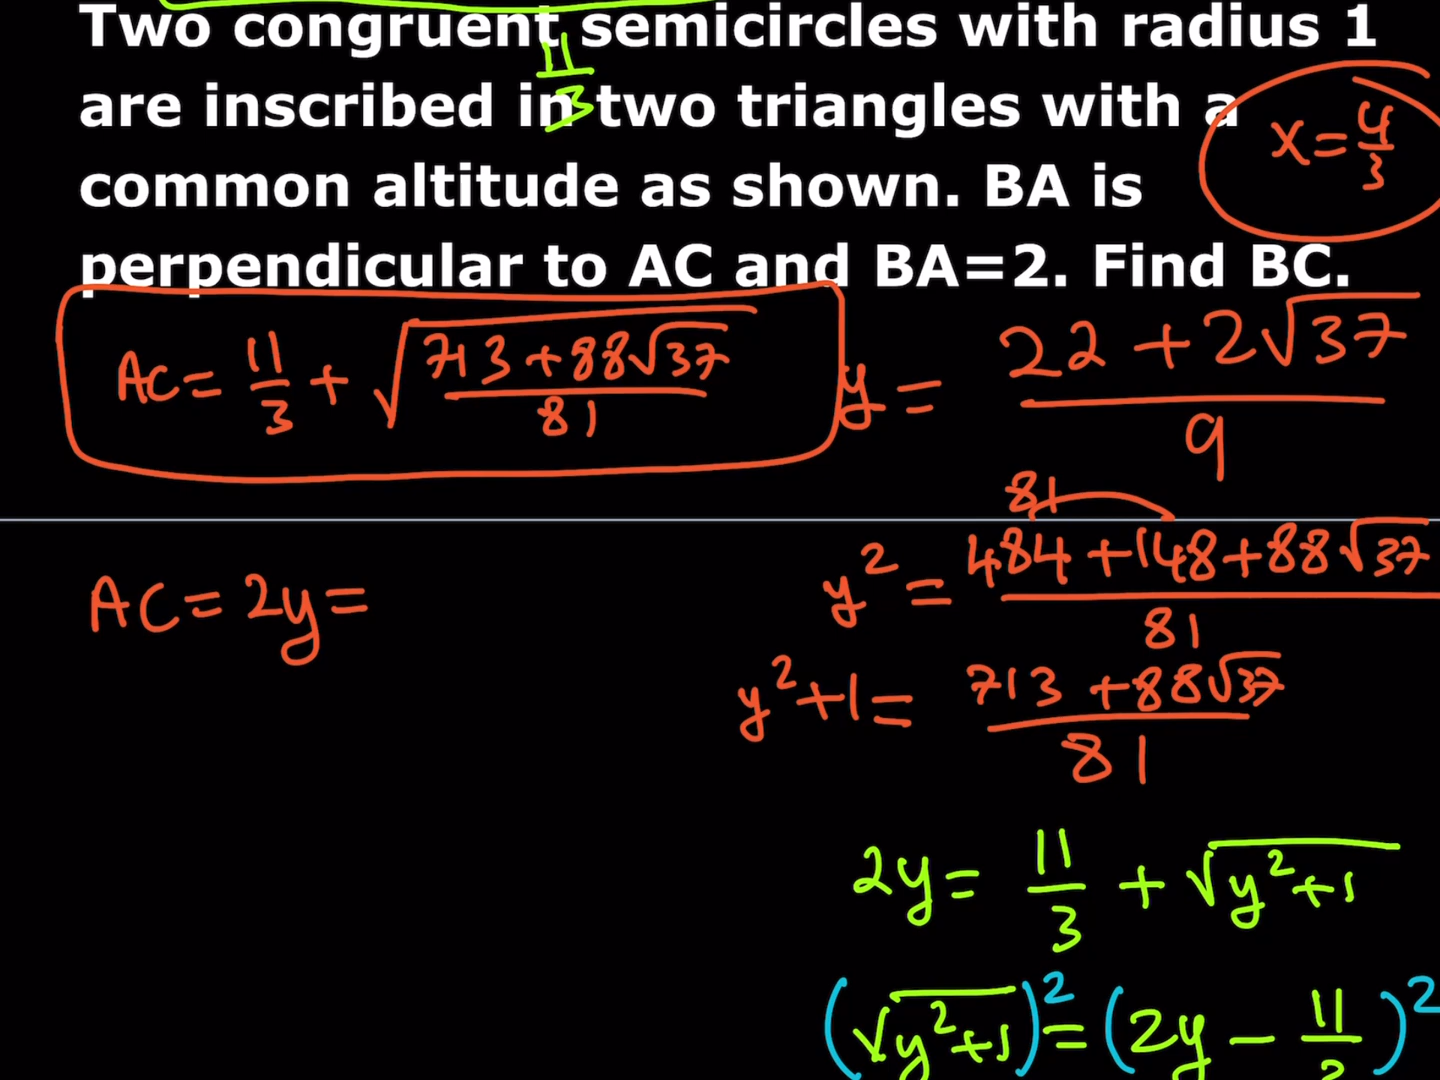 Two congruent semicircles with radius 1
11/3
are inscribed in two triangles with a
x = 4/3
common altitude as shown. BA is
perpendicular to AC and BA=2. Find BC.
AC = 11/3 + √((713 + 88√37)/81)
y = (22 + 2√37)/9
81
AC = 2y =
y² = (484 + 148 + 88√37)/81
y² + 1 = (713 + 88√37)/81
2y = 11/3 + √(y² + 1)
(√(y² + 1))² = (2y − 11/3)²